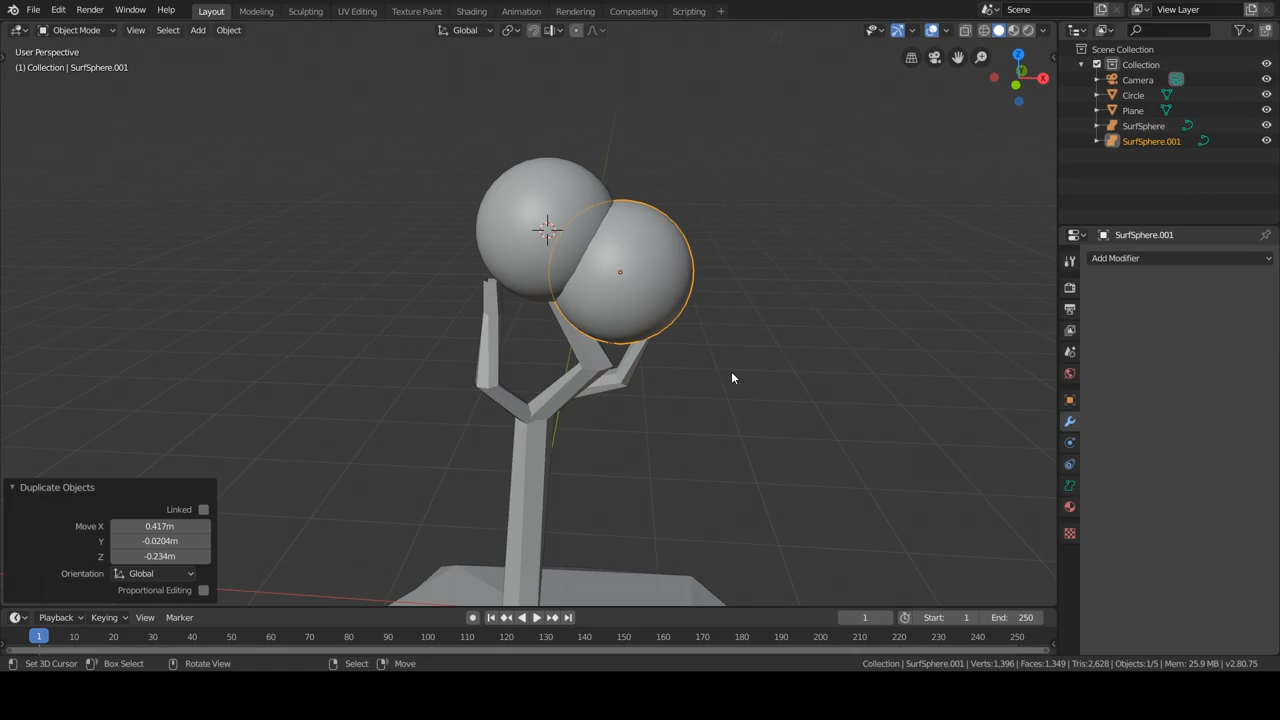 File Edit Render Window Help Layout Modeling Sculpting UV Editing Texture Paint Shading Animation Rendering Compositing Scripting + Scene View Layer
Object Mode View Select Add Object Global
User Perspective
(1) Collection | SurfSphere.001
X
Y
Z
Scene Collection
Collection
Camera
Circle
Plane
SurfSphere
SurfSphere.001
SurfSphere.001
Add Modifier
Duplicate Objects
Linked
Move X 0.417m
Y -0.0204m
Z -0.234m
Orientation Global
Proportional Editing
Playback Keying View Marker 1 Start: 1 End: 250
1 10 20 30 40 50 60 70 80 90 100 110 120 130 140 150 160 170 180 190 200 210 220 230 240 250
Set 3D Cursor Box Select Rotate View Select Move Collection | SurfSphere.001 | Verts:1,396 | Faces:1,349 | Tris:2,628 | Objects:1/5 | Mem: 25.9 MB | v2.80.75